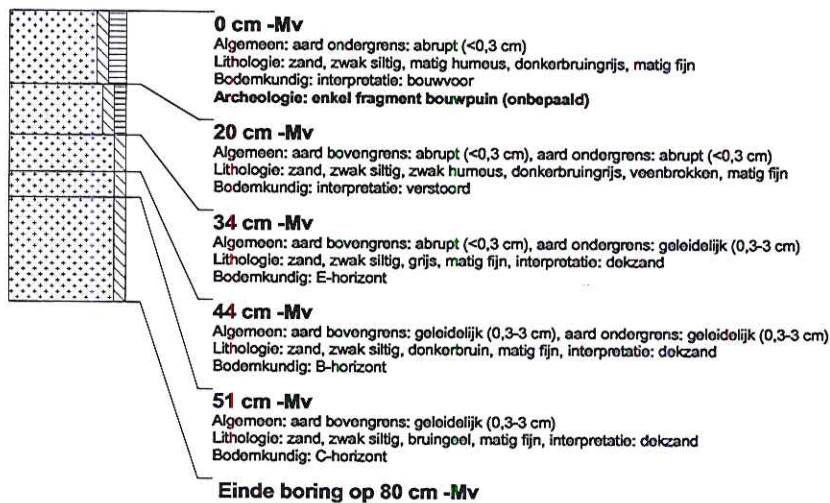 0 cm -Mv
Algemeen: aard ondergrens: abrupt (<0,3 cm)
Lithologie: zand, zwak siltig, matig humeus, donkerbruingrijs, matig fijn
Bodemkundig: interpretatie: bouwvoor
Archeologie: enkel fragment bouwpuin (onbepaald)
20 cm -Mv
Algemeen: aard bovengrens: abrupt (<0,3 cm), aard ondergrens: abrupt (<0,3 cm)
Lithologie: zand, zwak siltig, zwak humeus, donkerbruingrijs, veenbrokken, matig fijn
Bodemkundig: interpretatie: verstoord
34 cm -Mv
Algemeen: aard bovengrens: abrupt (<0,3 cm), aard ondergrens: geleidelijk (0,3-3 cm)
Lithologie: zand, zwak siltig, grijs, matig fijn, interpretatie: dekzand
Bodemkundig: E-horizont
44 cm -Mv
Algemeen: aard bovengrens: geleidelijk (0,3-3 cm), aard ondergrens: geleidelijk (0,3-3 cm)
Lithologie: zand, zwak siltig, donkerbruin, matig fijn, interpretatie: dekzand
Bodemkundig: B-horizont
51 cm -Mv
Algemeen: aard bovengrens: geleidelijk (0,3-3 cm)
Lithologie: zand, zwak siltig, bruingeel, matig fijn, interpretatie: dekzand
Bodemkundig: C-horizont
Einde boring op 80 cm -Mv